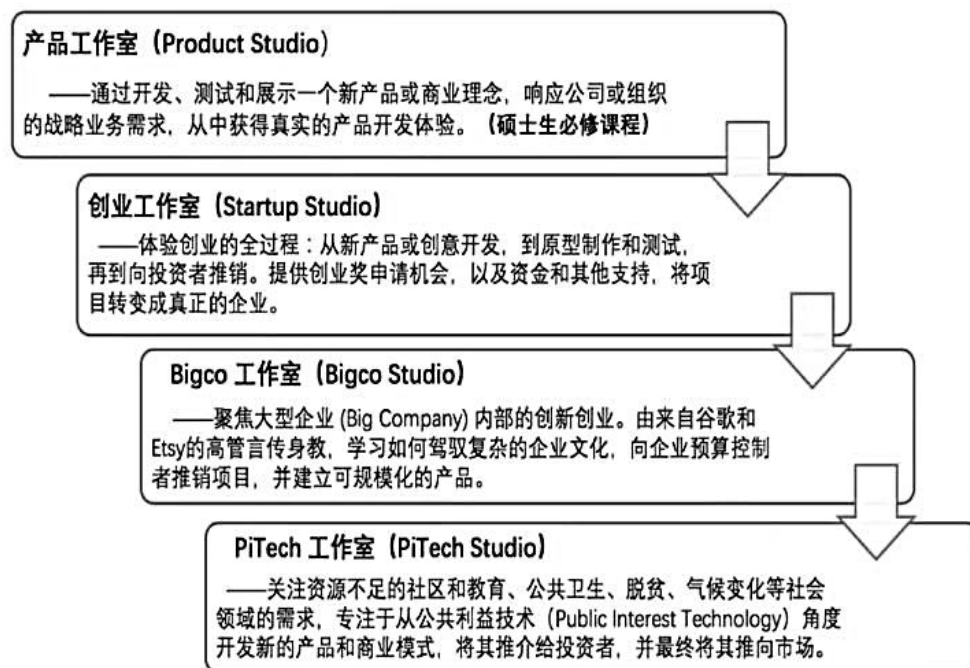 产品工作室（Product Studio）
——通过开发、测试和展示一个新产品或商业理念，响应公司或组织
的战略业务需求，从中获得真实的产品开发体验。（硕士生必修课程）
创业工作室（Startup Studio）
——体验创业的全过程：从新产品或创意开发，到原型制作和测试，
再到向投资者推销。提供创业奖申请机会，以及资金和其他支持，将项
目转变成真正的企业。
Bigco 工作室（Bigco Studio）
——聚焦大型企业 (Big Company) 内部的创新创业。由来自谷歌和
Etsy的高管言传身教，学习如何驾驭复杂的企业文化，向企业预算控制
者推销项目，并建立可规模化的产品。
PiTech 工作室（PiTech Studio）
——关注资源不足的社区和教育、公共卫生、脱贫、气候变化等社会
领域的需求，专注于从公共利益技术（Public Interest Technology）角度
开发新的产品和商业模式，将其推介给投资者，并最终将其推向市场。